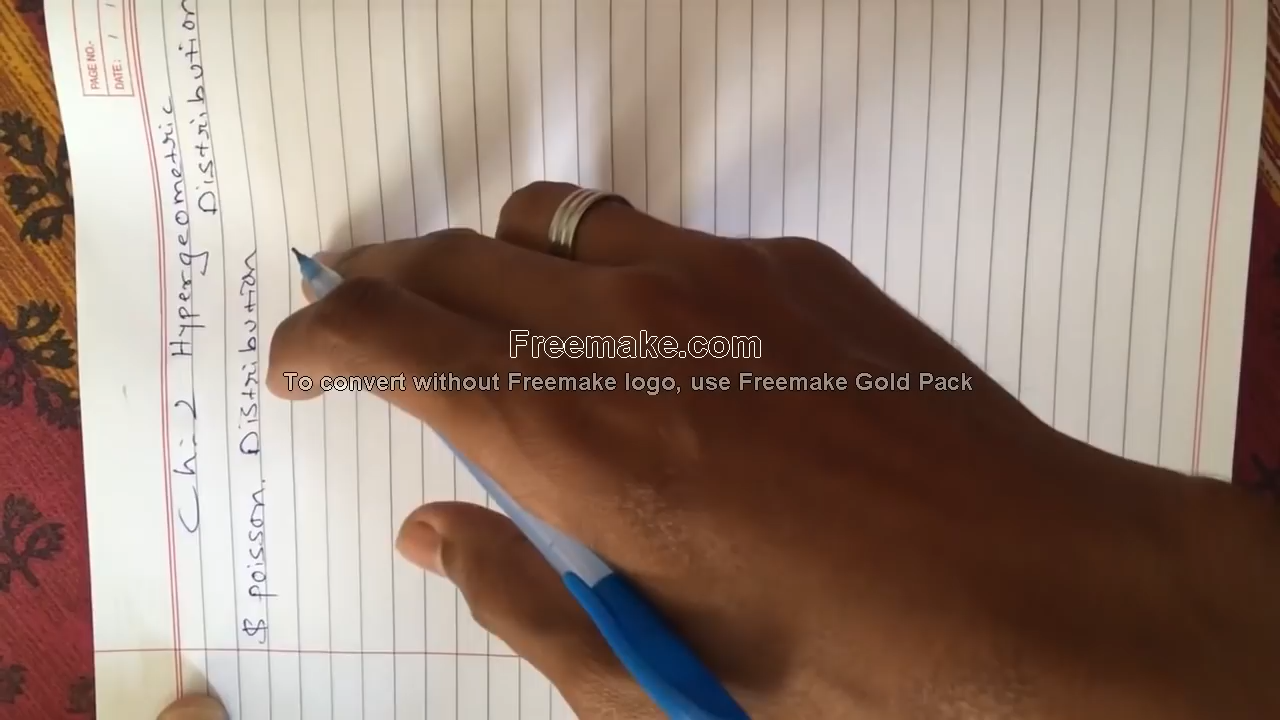 PAGE NO.:
DATE: / /
Ch:-2 Hypergeometric
Distribution
$ poisson. Distribution
Freemake.com
To convert without Freemake logo, use Freemake Gold Pack